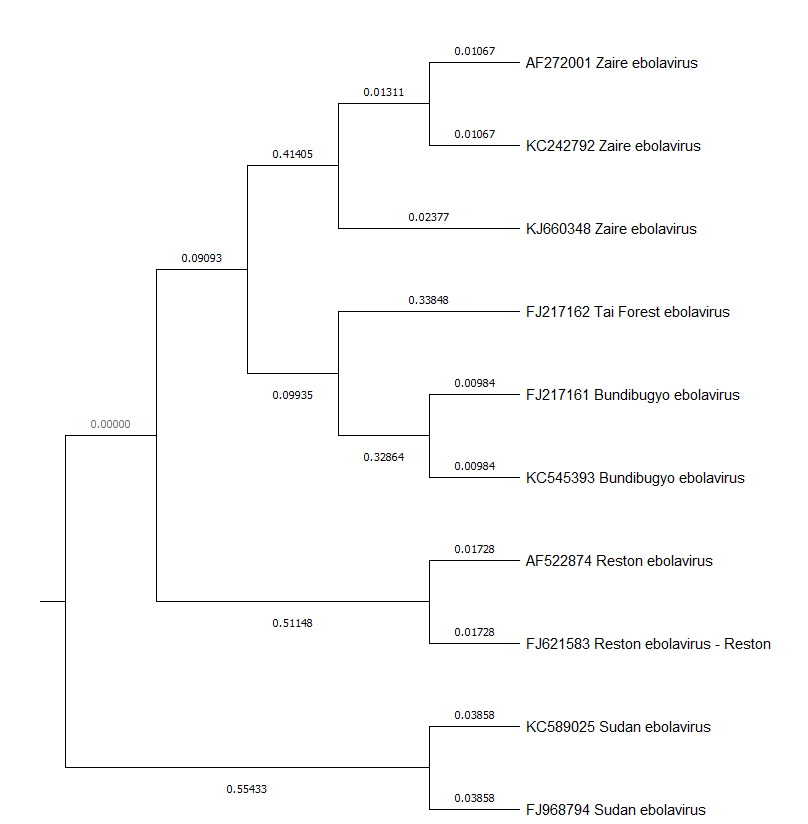 0.01067
AF272001 Zaire ebolavirus
0.01311
0.01067
KC242792 Zaire ebolavirus
0.41405
0.02377
KJ660348 Zaire ebolavirus
0.09093
0.33848
FJ217162 Tai Forest ebolavirus
0.09935
0.00984
FJ217161 Bundibugyo ebolavirus
0.00000
0.32864
0.00984
KC545393 Bundibugyo ebolavirus
0.01728
AF522874 Reston ebolavirus
0.51148
0.01728
FJ621583 Reston ebolavirus - Reston
0.03858
KC589025 Sudan ebolavirus
0.55433
0.03858
FJ968794 Sudan ebolavirus